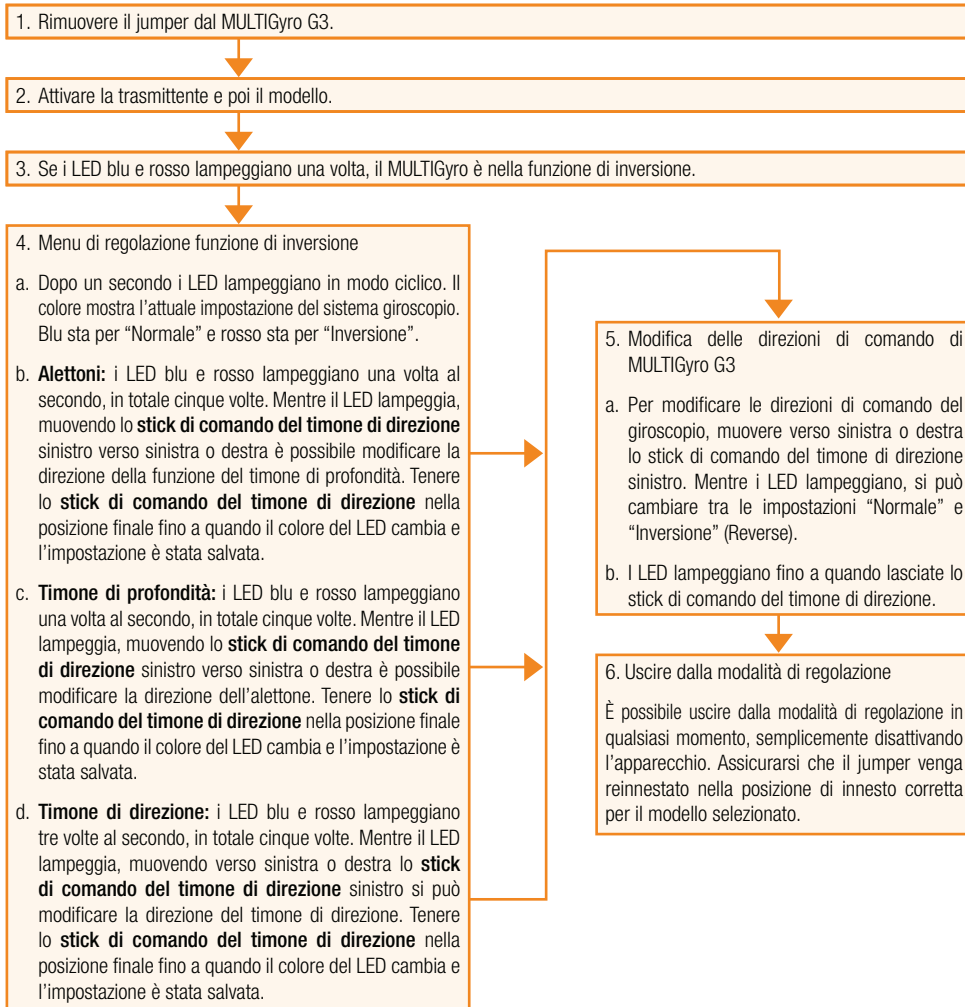 1. Rimuovere il jumper dal MULTIGyro G3.
2. Attivare la trasmittente e poi il modello.
3. Se i LED blu e rosso lampeggiano una volta, il MULTIGyro è nella funzione di inversione.
4. Menu di regolazione funzione di inversione
a. Dopo un secondo i LED lampeggiano in modo ciclico. Il
colore mostra l'attuale impostazione del sistema giroscopio.
Blu sta per “Normale” e rosso sta per “Inversione”.
b. Alettoni: i LED blu e rosso lampeggiano una volta al
secondo, in totale cinque volte. Mentre il LED lampeggia,
muovendo lo stick di comando del timone di direzione
sinistro verso sinistra o destra è possibile modificare la
direzione della funzione del timone di profondità. Tenere
lo stick di comando del timone di direzione nella
posizione finale fino a quando il colore del LED cambia e
l'impostazione è stata salvata.
c. Timone di profondità: i LED blu e rosso lampeggiano
una volta al secondo, in totale cinque volte. Mentre il LED
lampeggia, muovendo lo stick di comando del timone
di direzione sinistro verso sinistra o destra è possibile
modificare la direzione dell'alettone. Tenere lo stick di
comando del timone di direzione nella posizione finale
fino a quando il colore del LED cambia e l'impostazione è
stata salvata.
d. Timone di direzione: i LED blu e rosso lampeggiano
tre volte al secondo, in totale cinque volte. Mentre il LED
lampeggia, muovendo verso sinistra o destra lo stick
di comando del timone di direzione sinistro si può
modificare la direzione del timone di direzione. Tenere
lo stick di comando del timone di direzione nella
posizione finale fino a quando il colore del LED cambia e
l'impostazione è stata salvata.
5. Modifica delle direzioni di comando di
MULTIGyro G3
a. Per modificare le direzioni di comando del
giroscopio, muovere verso sinistra o destra
lo stick di comando del timone di direzione
sinistro. Mentre i LED lampeggiano, si può
cambiare tra le impostazioni “Normale” e
“Inversione” (Reverse).
b. I LED lampeggiano fino a quando lasciate lo
stick di comando del timone di direzione.
6. Uscire dalla modalità di regolazione
È possibile uscire dalla modalità di regolazione in
qualsiasi momento, semplicemente disattivando
l'apparecchio. Assicurarsi che il jumper venga
reinnestato nella posizione di innesto corretta
per il modello selezionato.